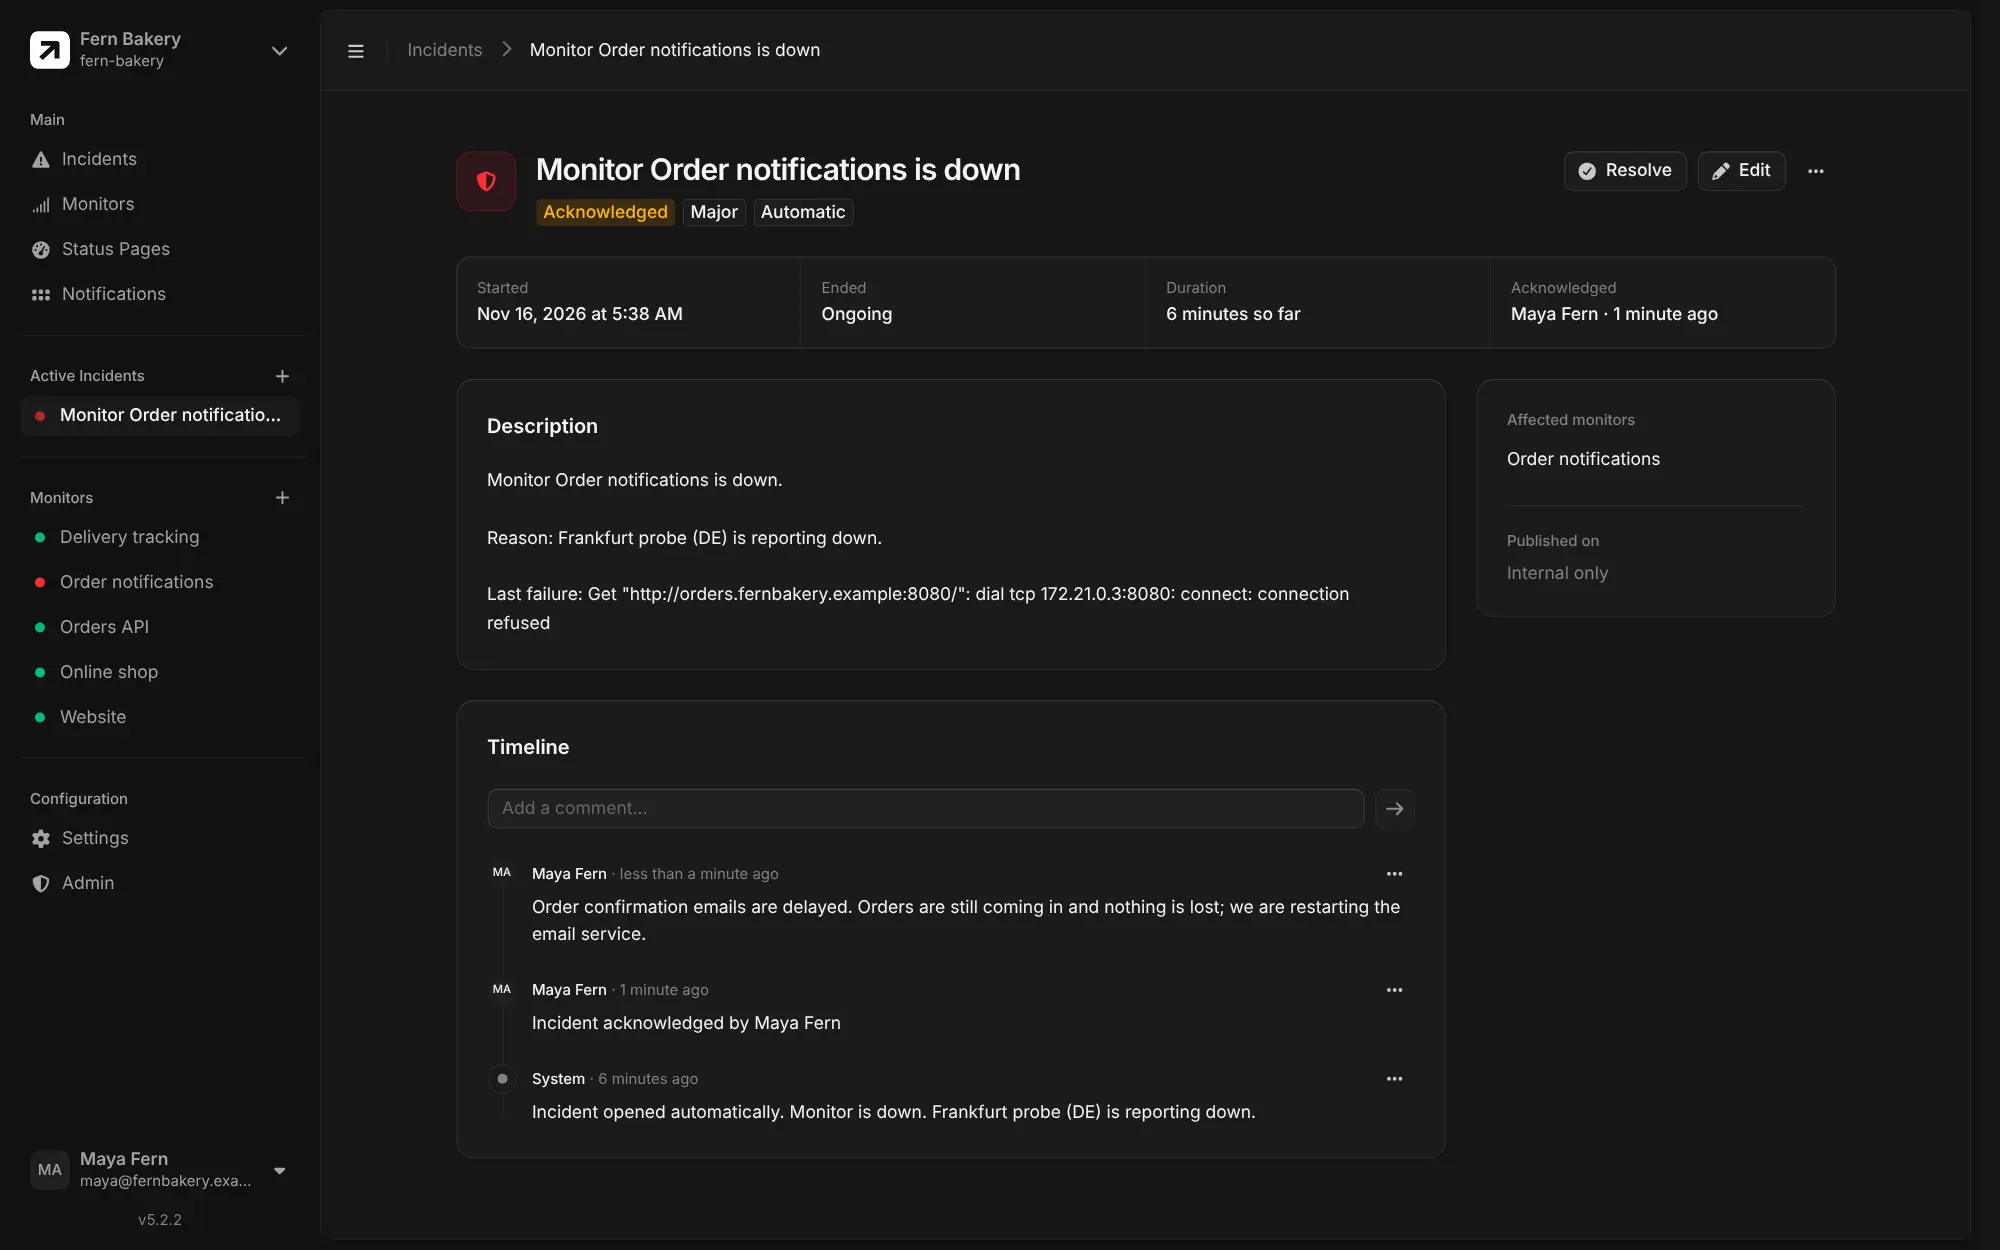 Fern Bakery
fern-bakery
Main
Incidents
Monitors
Status Pages
Notifications
Active Incidents
Monitor Order notificatio...
Monitors
Delivery tracking
Order notifications
Orders API
Online shop
Website
Configuration
Settings
Admin
MA
Maya Fern
maya@fernbakery.exa...
v5.2.2
Incidents
Monitor Order notifications is down
Monitor Order notifications is down
Acknowledged
Major
Automatic
Resolve
Edit
Started
Nov 16, 2026 at 5:38 AM
Ended
Ongoing
Duration
6 minutes so far
Acknowledged
Maya Fern · 1 minute ago
Description
Monitor Order notifications is down.
Reason: Frankfurt probe (DE) is reporting down.
Last failure: Get "http://orders.fernbakery.example:8080/": dial tcp 172.21.0.3:8080: connect: connection
refused
Affected monitors
Order notifications
Published on
Internal only
Timeline
Add a comment...
MA
Maya Fern · less than a minute ago
Order confirmation emails are delayed. Orders are still coming in and nothing is lost; we are restarting the
email service.
MA
Maya Fern · 1 minute ago
Incident acknowledged by Maya Fern
System · 6 minutes ago
Incident opened automatically. Monitor is down. Frankfurt probe (DE) is reporting down.